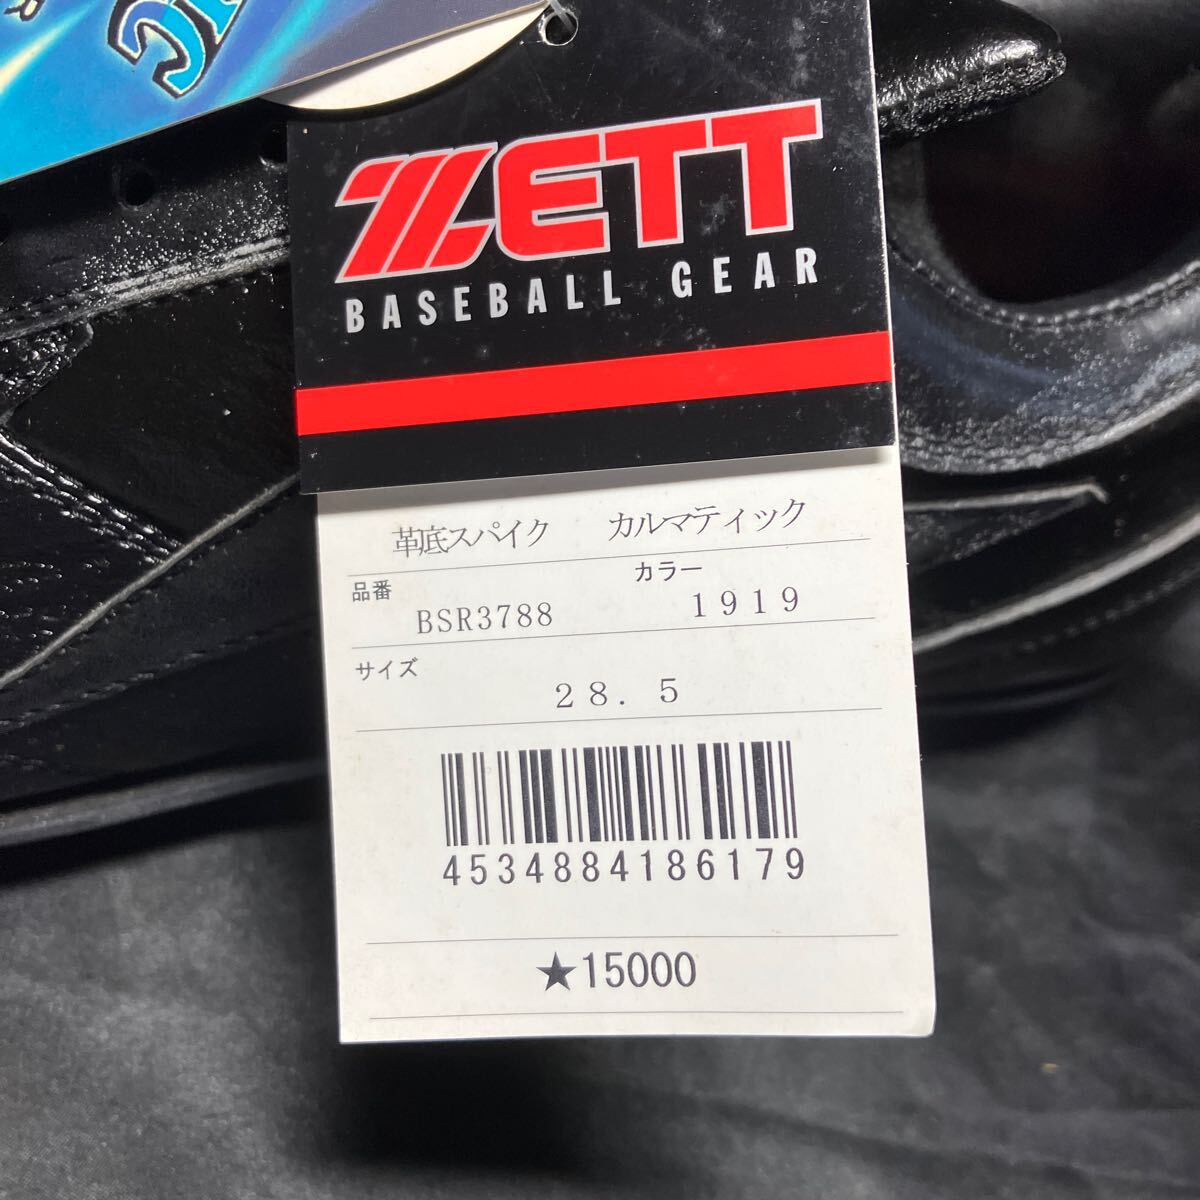 ZETT
BASEBALL GEAR
革底スパイク カルマティック
品番 BSR3788 カラー 1919
サイズ 28.5
4534884186179
★15000